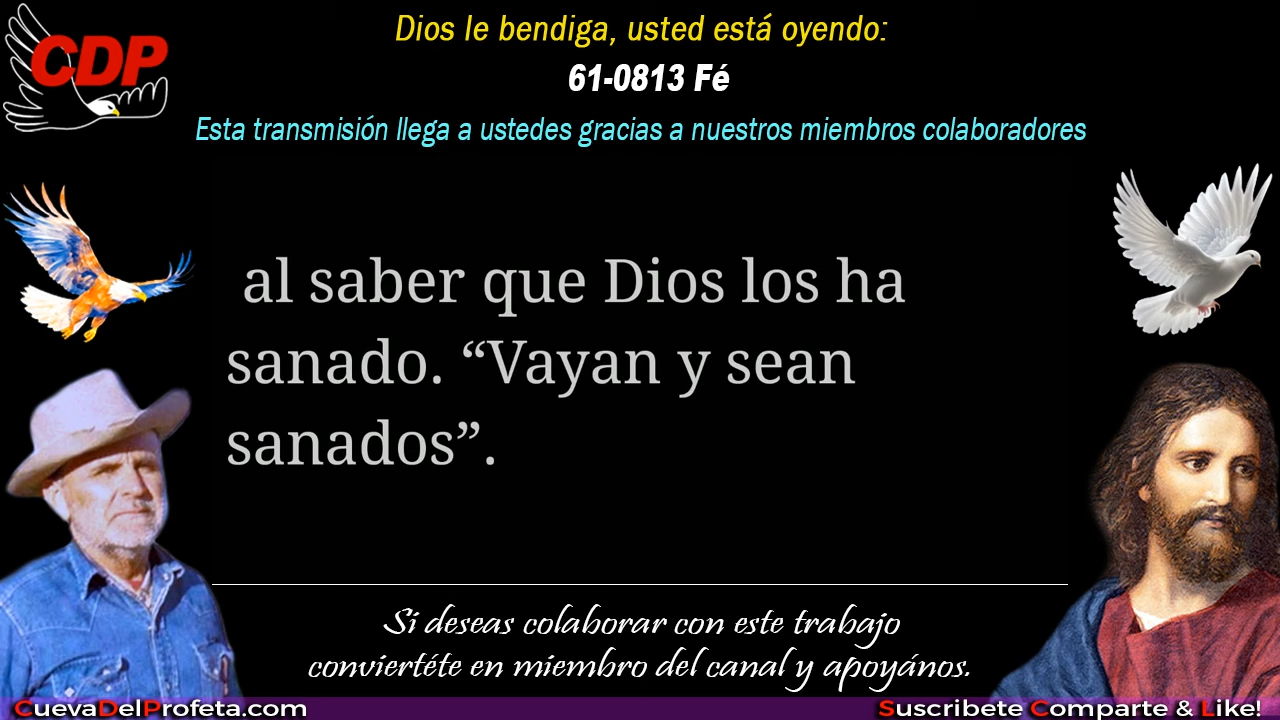 CDP
Dios le bendiga, usted está oyendo:
61-0813 Fé
Esta transmisión llega a ustedes gracias a nuestros miembros colaboradores
al saber que Dios los ha
sanado. “Vayan y sean
sanados”.
Si deseas colaborar con este trabajo
conviertéte en miembro del canal y apoyános.
CuevaDelProfeta.com
Suscribete Comparte & Like!